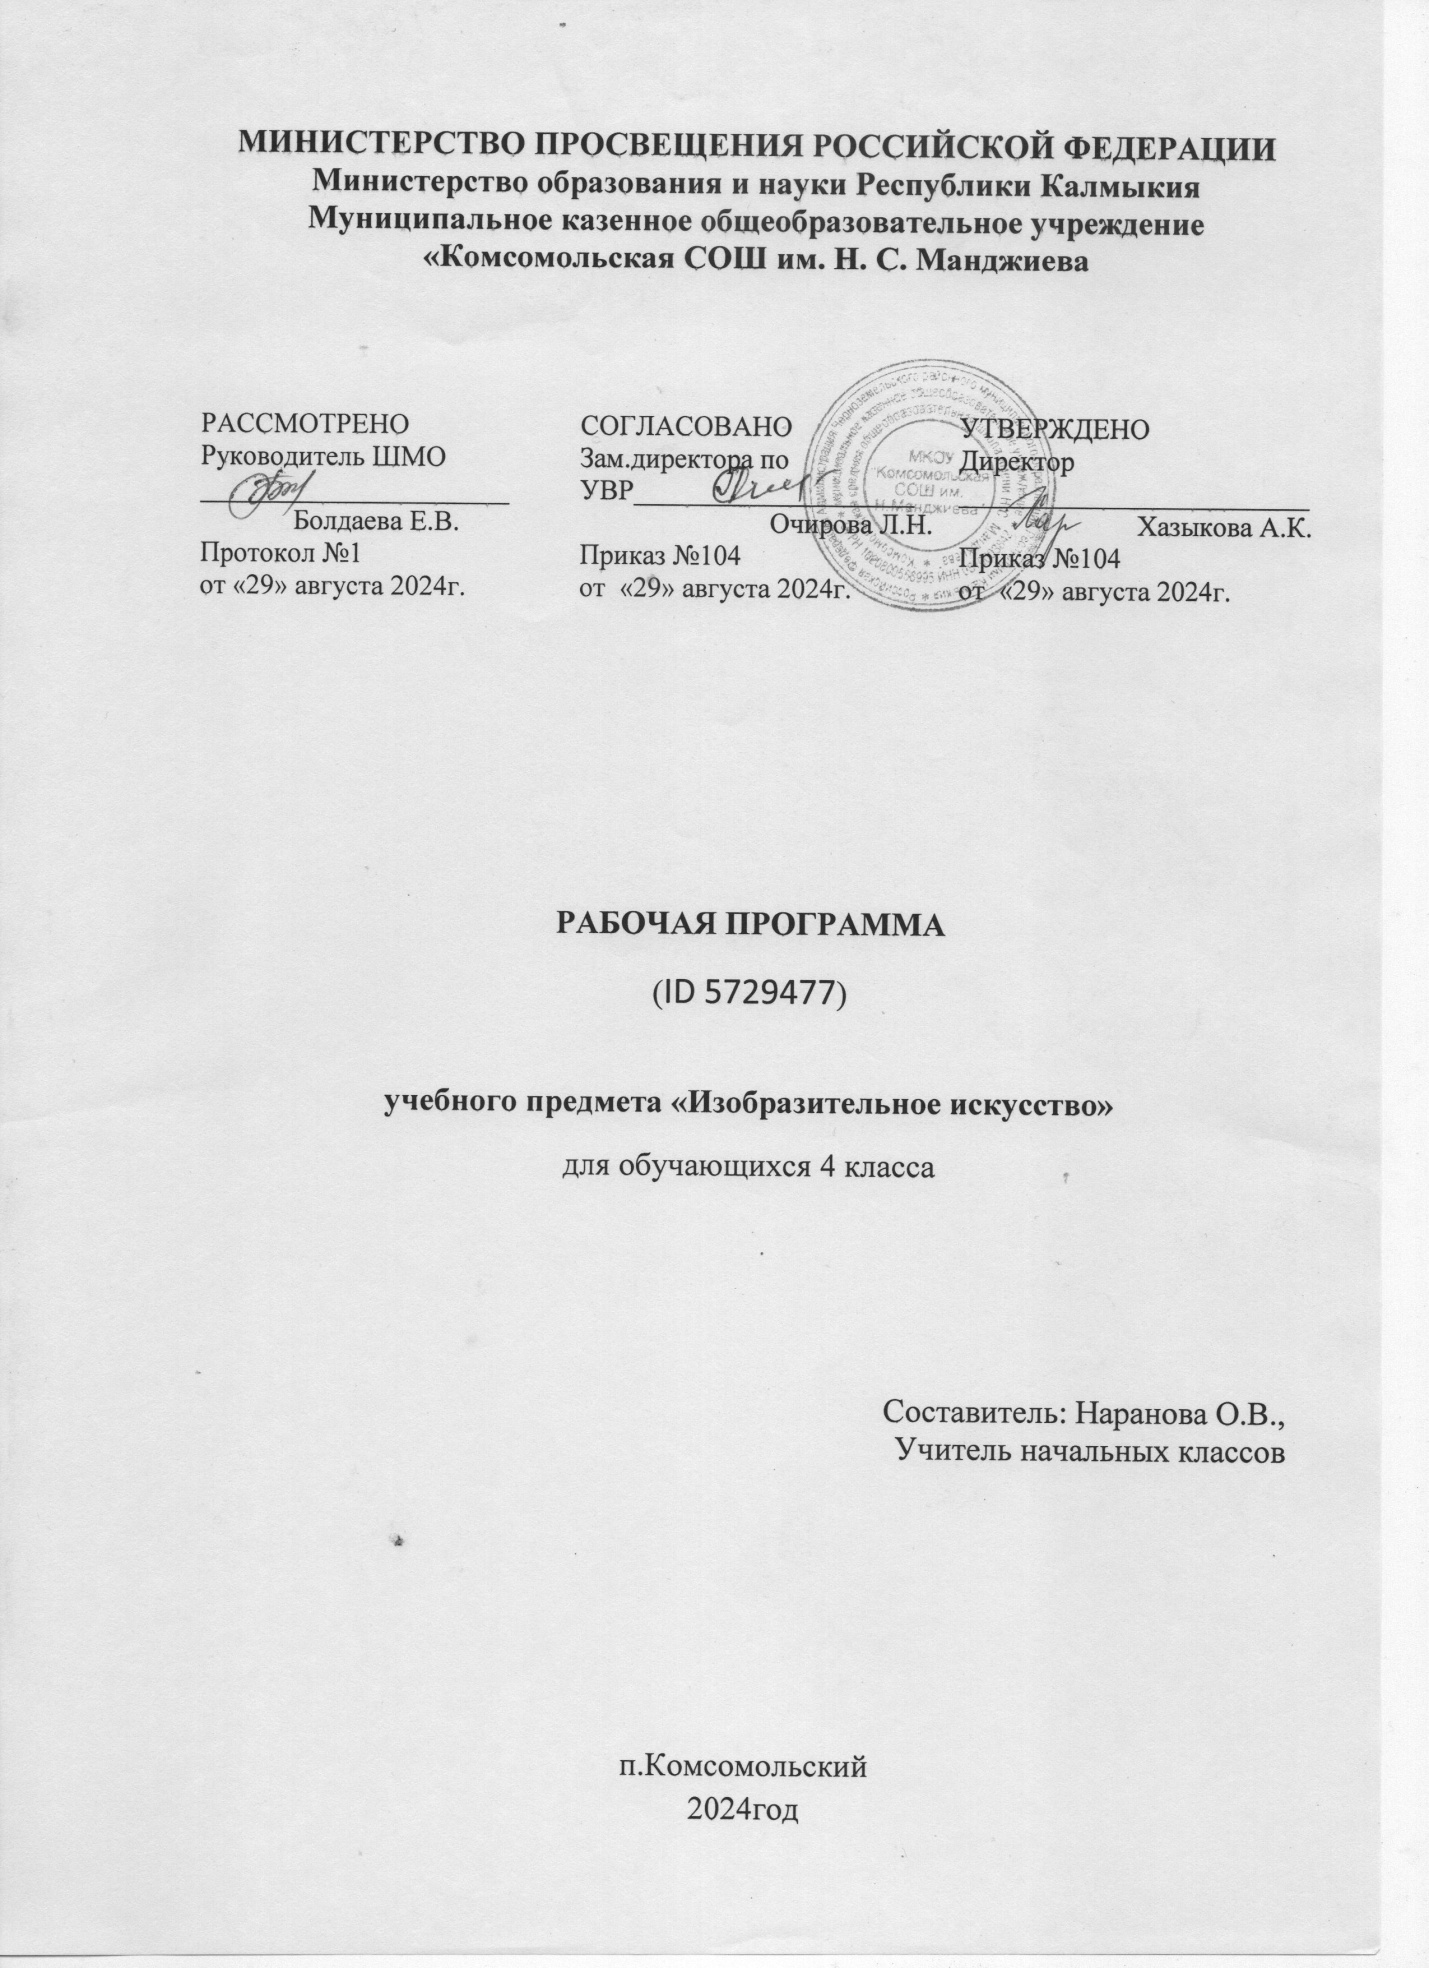 МИНИСТЕРСТВО ПРОСВЕЩЕНИЯ РОССИЙСКОЙ ФЕДЕРАЦИИ
Министерство образования и науки Республики Калмыкия
Муниципальное казенное общеобразовательное учреждение
«Комсомольская СОШ им. Н. С. Манджиева
РАССМОТРЕНО
Руководитель ШМО
Болдаева Е.В.
Протокол №1
от «29» августа 2024г.
СОГЛАСОВАНО
Зам.директора по
УВР
Очирова Л.Н.
Приказ №104
от «29» августа 2024г.
УТВЕРЖДЕНО
Директор
Хазыкова А.К.
Приказ №104
от «29» августа 2024г.
МКОУ
"Комсомольская
СОШ им.
Н.Манджиева"
РАБОЧАЯ ПРОГРАММА
(ID 5729477)
учебного предмета «Изобразительное искусство»
для обучающихся 4 класса
Составитель: Наранова О.В.,
Учитель начальных классов
п.Комсомольский
2024год